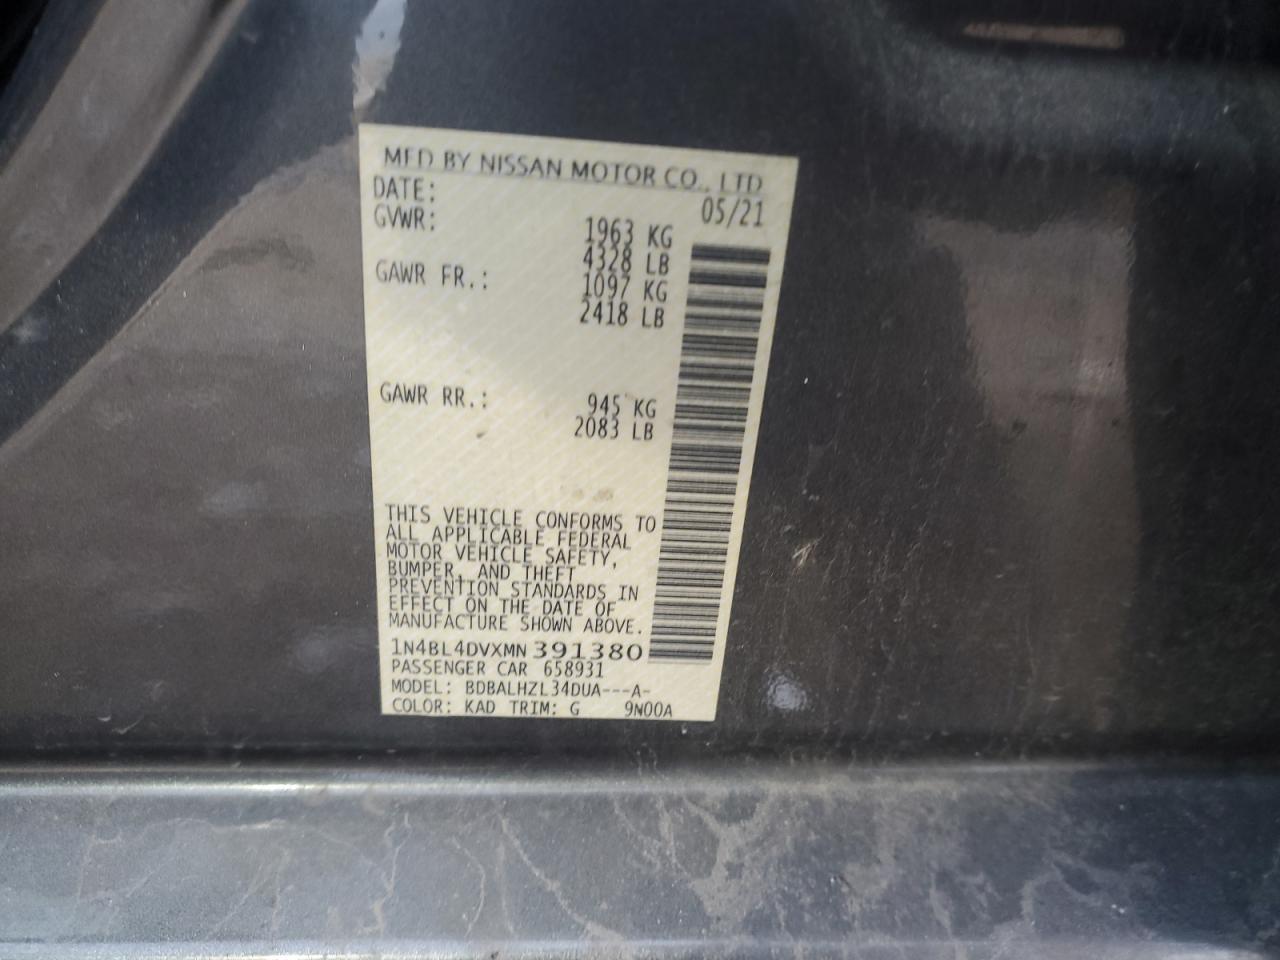 MFD BY NISSAN MOTOR CO., LTD
DATE: 05/21
GVWR: 1963 KG
4328 LB
GAWR FR.: 1097 KG
2418 LB
GAWR RR.: 945 KG
2083 LB
THIS VEHICLE CONFORMS TO
ALL APPLICABLE FEDERAL
MOTOR VEHICLE SAFETY,
BUMPER, AND THEFT
PREVENTION STANDARDS IN
EFFECT ON THE DATE OF
MANUFACTURE SHOWN ABOVE.
1N4BL4DVXMN391380
PASSENGER CAR 658931
MODEL: BDBALHZL34DUA---A-
COLOR: KAD TRIM: G 9N00A